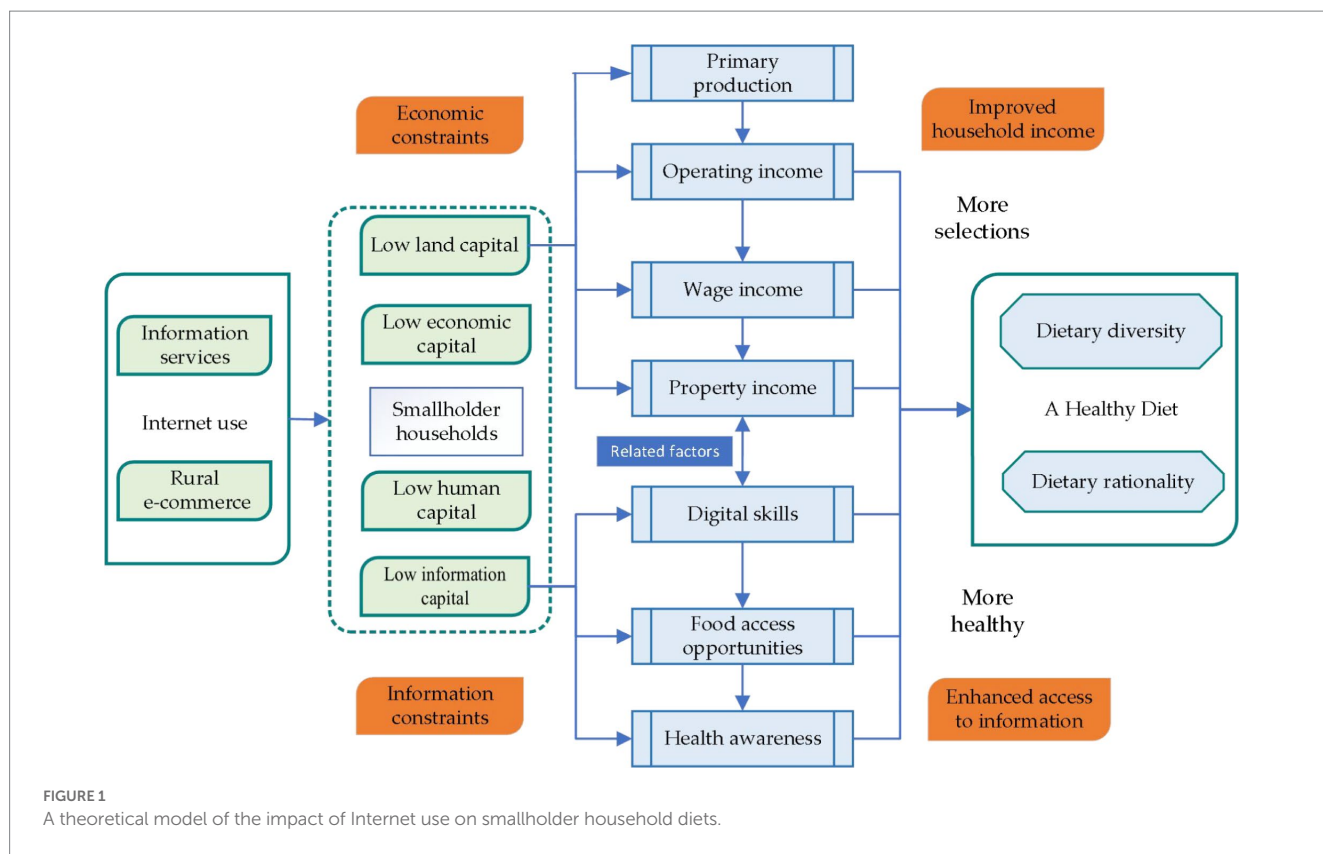 Primary
production
Economic
constraints
Improved
household income
Operating income
More
selections
Low land capital
Wage income
Information
services
Low economic
capital
Dietary diversity
Property income
Internet use
Smallholder
households
A Healthy Diet
Related factors
Rural
e-commerce
Low human
capital
Dietary rationality
Digital skills
Low information
capital
More
healthy
Food access
opportunities
Information
constraints
Enhanced access
to information
Health awareness
FIGURE 1
A theoretical model of the impact of Internet use on smallholder household diets.